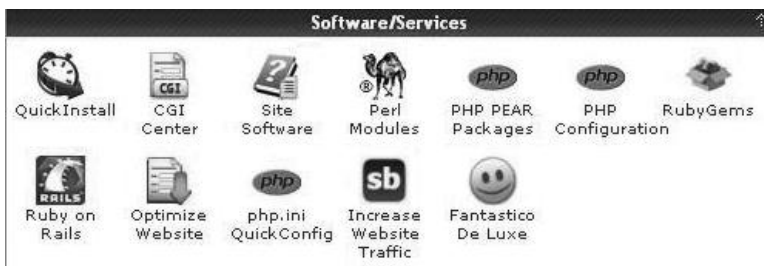 Software/Services
QuickInstall
CGI
CGI
Center
Site
Software
®
Perl
Modules
php
PHP PEAR
Packages
php
PHP
Configuration
RubyGems
RAILS
Ruby on
Rails
Optimize
Website
php
php.ini
QuickConfig
sb
Increase
Website
Traffic
Fantastico
De Luxe